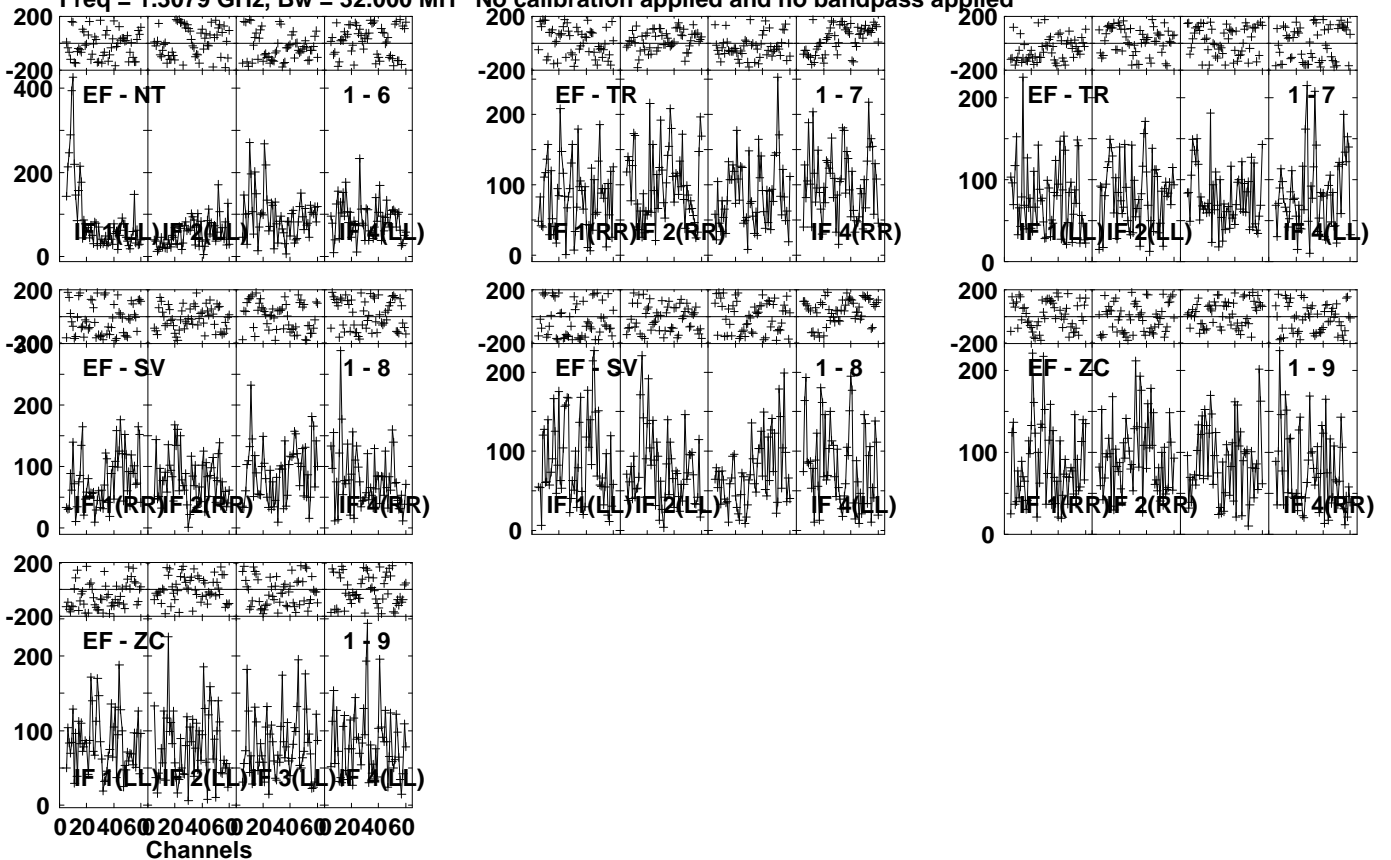 Freq = 1.5079 GHz, Bw = 32.000 MH No calibration applied and no bandpass applied
200
-200
400
200
0
EF - NT 1 - 6
IF 1(LL) IF 2(LL) IF 4(LL)
200
-200
200
100
0
EF - TR 1 - 7
IF 1(RR) IF 2(RR) IF 4(RR)
200
-200
200
100
0
EF - TR 1 - 7
IF 1(LL) IF 2(LL) IF 4(LL)
200
-200
300
200
100
0
EF - SV 1 - 8
IF 1(RR) IF 2(RR) IF 4(RR)
200
-200
200
100
0
EF - SV 1 - 8
IF 1(LL) IF 2(LL) IF 4(LL)
200
-200
200
100
0
EF - ZC 1 - 9
IF 1(RR) IF 2(RR) IF 4(RR)
200
-200
200
100
0
EF - ZC 1 - 9
IF 1(LL) IF 2(LL) IF 3(LL) IF 4(LL)
0 20 40 60 0 20 40 60 0 20 40 60 0 20 40 60
Channels